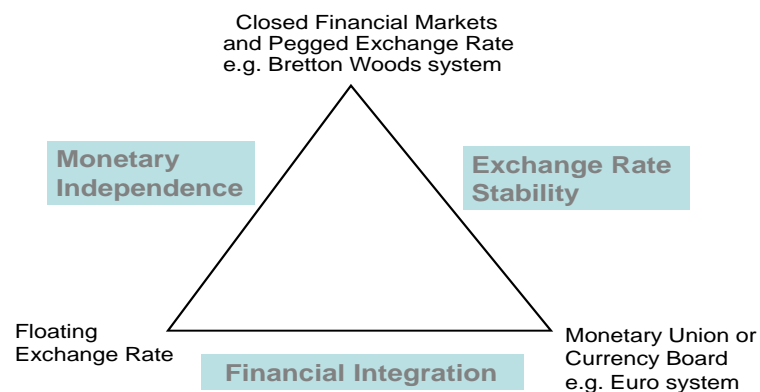 Closed Financial Markets
and Pegged Exchange Rate
e.g. Bretton Woods system
Monetary
Independence
Exchange Rate
Stability
Floating
Exchange Rate
Financial Integration
Monetary Union or
Currency Board
e.g. Euro system